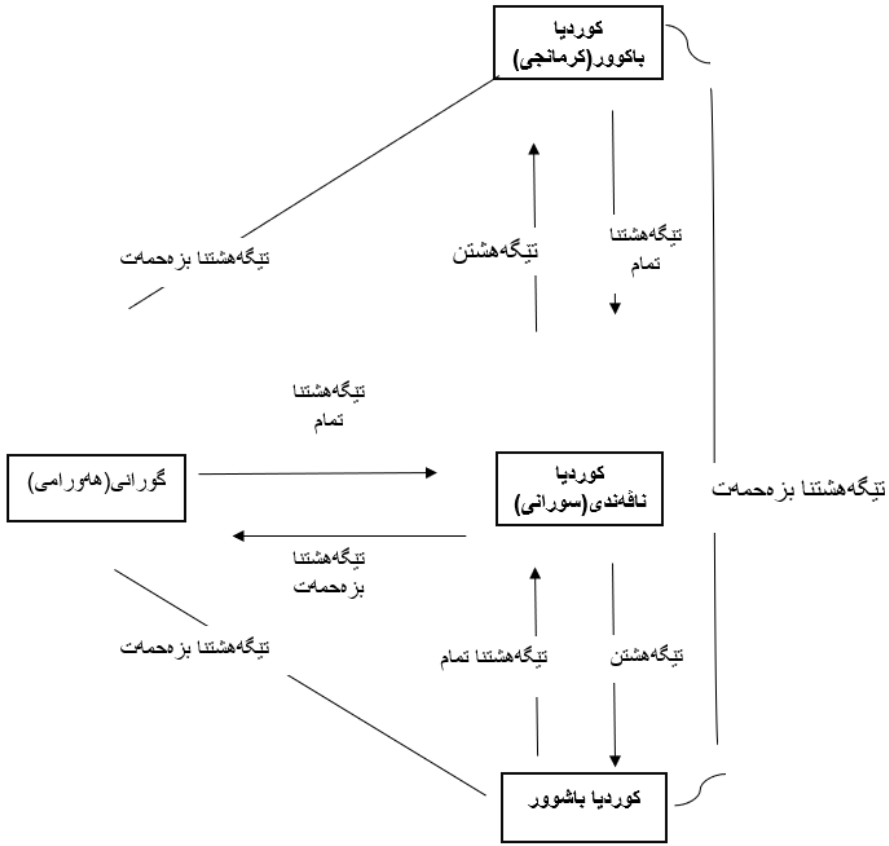 کوردیا
باکوور(کرمانجی)
تێگەهشتنا بزەحمەت
تێگەهشتن
تێگەهشتنا
تمام
تێگەهشتنا
تمام
گورانی(هەورامی)
کوردیا
ناڤەندی(سورانی)
تێگەهشتنا بزەحمەت
تێگەهشتنا
بزەحمەت
تێگەهشتنا بزەحمەت
تێگەهشتنا تمام
تێگەهشتن
کوردیا باشوور